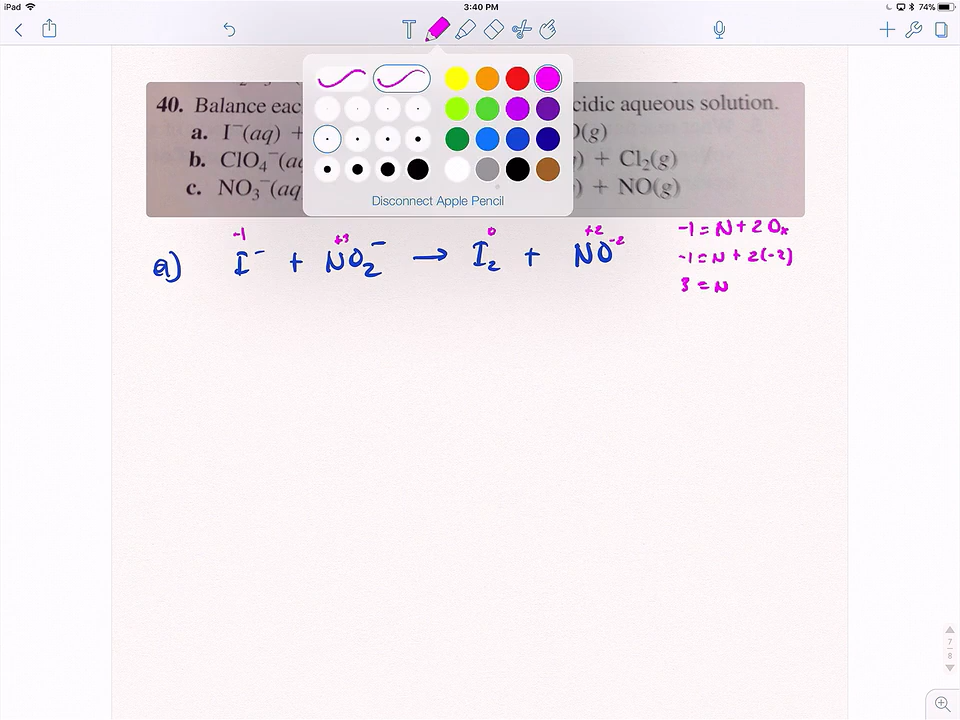 iPad 3:40 PM 74%
T
40. Balance eac cidic aqueous solution.
a. I⁻(aq) + O(g)
b. ClO₄⁻(aq ) + Cl₂(g)
c. NO₃⁻(aq ) + NO(g)
Disconnect Apple Pencil
-1 +3 0 +2 -2
a) I⁻ + NO₂⁻ → I₂ + NO
-1 = N + 2 Ox
-1 = N + 2(-2)
3 = N
7
8